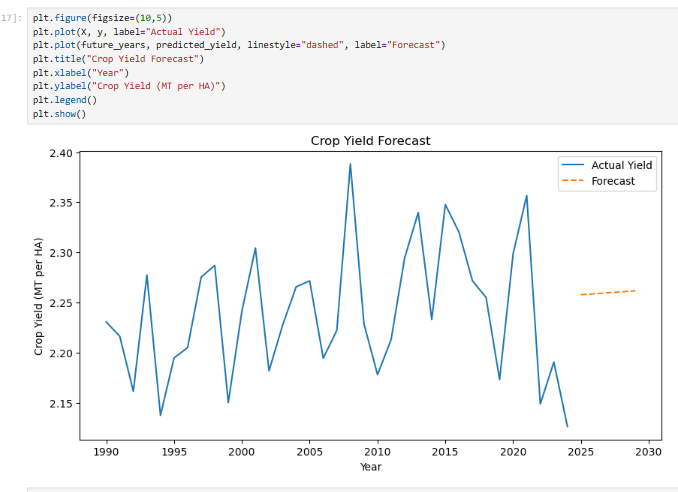 17]:
plt.figure(figsize=(10,5))
plt.plot(X, y, label="Actual Yield")
plt.plot(future_years, predicted_yield, linestyle="dashed", label="Forecast")
plt.title("Crop Yield Forecast")
plt.xlabel("Year")
plt.ylabel("Crop Yield (MT per HA)")
plt.legend()
plt.show()
Crop Yield Forecast
Actual Yield
Forecast
Crop Yield (MT per HA)
2.40
2.35
2.30
2.25
2.20
2.15
1990 1995 2000 2005 2010 2015 2020 2025 2030
Year